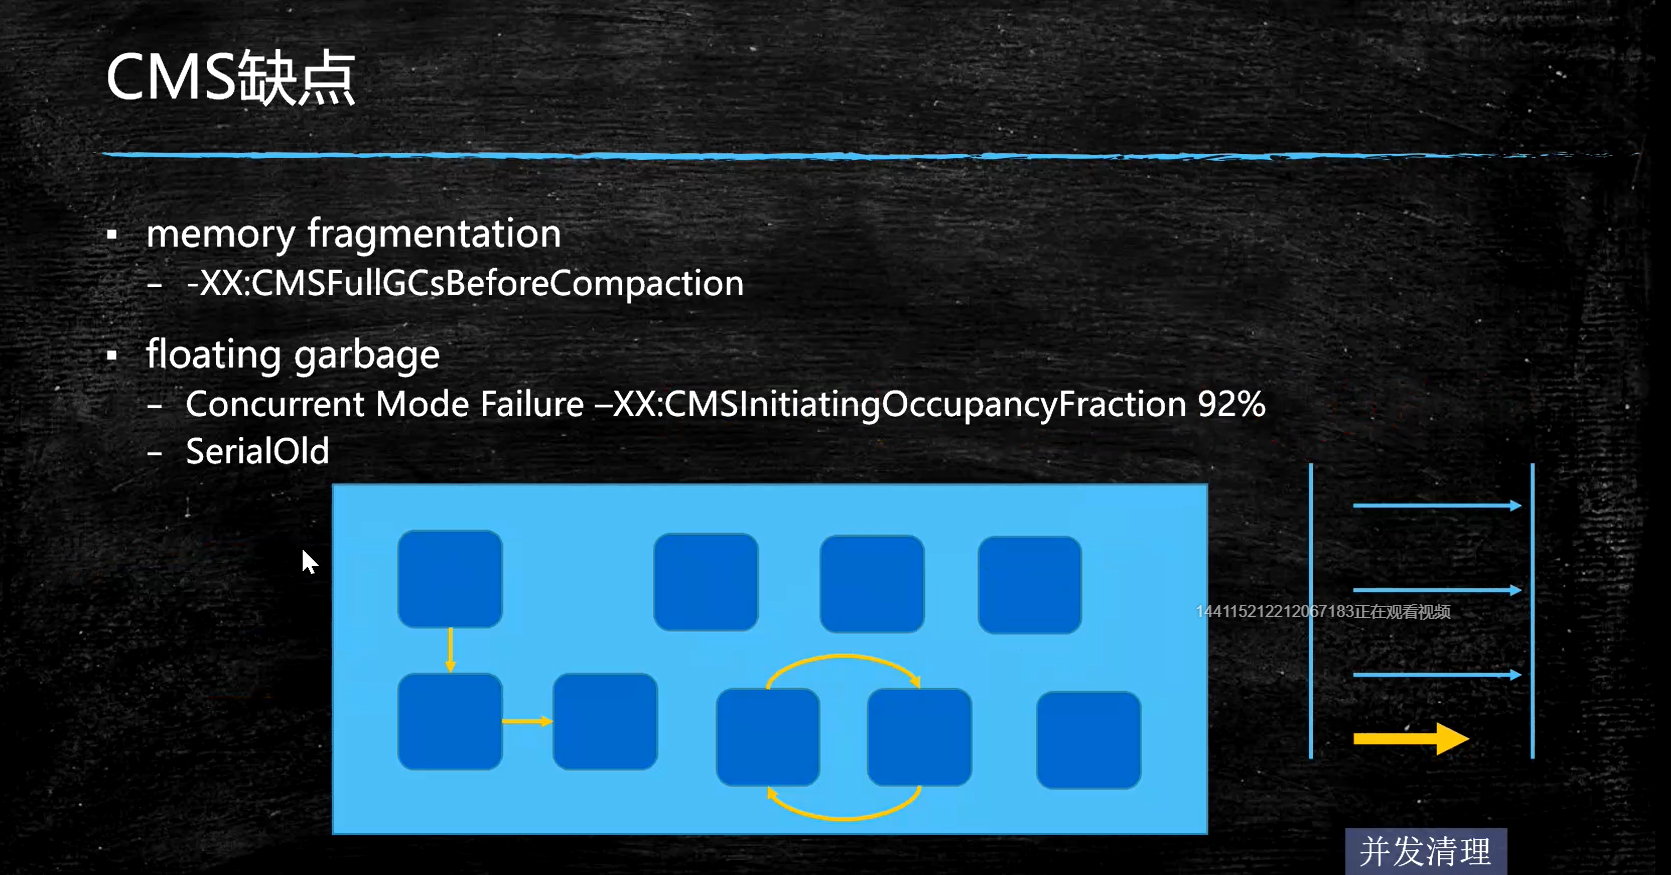 CMS缺点
▪ memory fragmentation
– -XX:CMSFullGCsBeforeCompaction
▪ floating garbage
– Concurrent Mode Failure –XX:CMSInitiatingOccupancyFraction 92%
– SerialOld
144115212212067183正在观看视频
并发清理